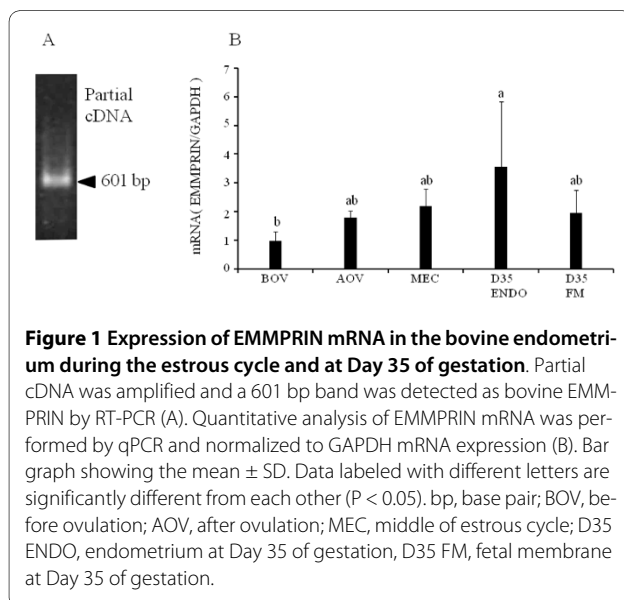 A
B
Partial
cDNA
601 bp
mRNA( EMMPRIN/GAPDH )
7
6
5
4
3
2
1
0
b
ab
ab
a
ab
BOV
AOV
MEC
D35
ENDO
D35
FM
Figure 1 Expression of EMMPRIN mRNA in the bovine endometri-
um during the estrous cycle and at Day 35 of gestation. Partial
cDNA was amplified and a 601 bp band was detected as bovine EMM-
PRIN by RT-PCR (A). Quantitative analysis of EMMPRIN mRNA was per-
formed by qPCR and normalized to GAPDH mRNA expression (B). Bar
graph showing the mean ± SD. Data labeled with different letters are
significantly different from each other (P < 0.05). bp, base pair; BOV, be-
fore ovulation; AOV, after ovulation; MEC, middle of estrous cycle; D35
ENDO, endometrium at Day 35 of gestation, D35 FM, fetal membrane
at Day 35 of gestation.